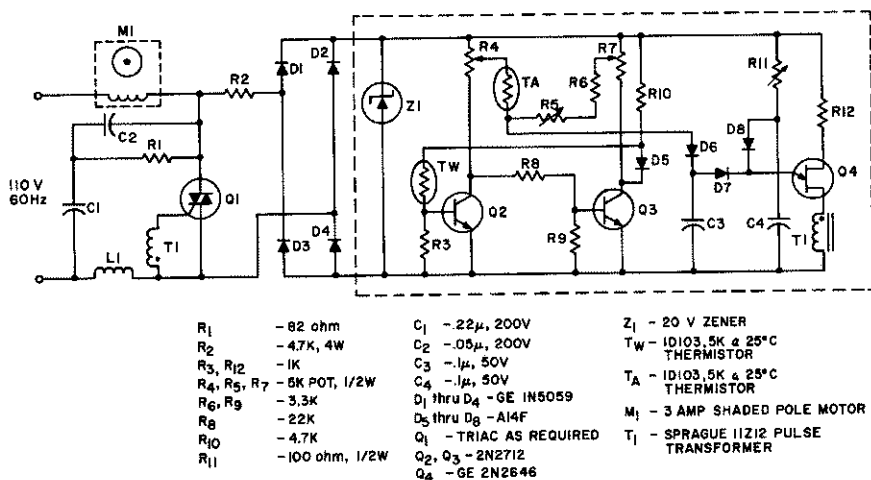 M1
D1
D2
R2
C2
R1
110 V
60Hz
C1
Q1
T1
L1
D3
D4
Z1
R4
TA
R5
R6
R7
R10
TW
R8
D5
Q2
Q3
R3
R9
D6
D7
D8
C3
R11
R12
Q4
C4
T1
R1 - 82 ohm
R2 - 4.7K, 4W
R3, R12 - 1K
R4, R5, R7 - 5K POT, 1/2W
R6, R9 - 3.3K
R8 - 22K
R10 - 4.7K
R11 - 100 ohm, 1/2W
C1 - .22μ, 200V
C2 - .05μ, 200V
C3 - .1μ, 50V
C4 - .1μ, 50V
D1 thru D4 - GE 1N5059
D5 thru D8 - A14F
Q1 - TRIAC AS REQUIRED
Q2, Q3 - 2N2712
Q4 - GE 2N2646
Z1 - 20 V ZENER
TW - 1D103, 5K @ 25°C
THERMISTOR
TA - 1D103, 5K @ 25°C
THERMISTOR
M1 - 3 AMP SHADED POLE MOTOR
T1 - SPRAGUE 11Z12 PULSE
TRANSFORMER